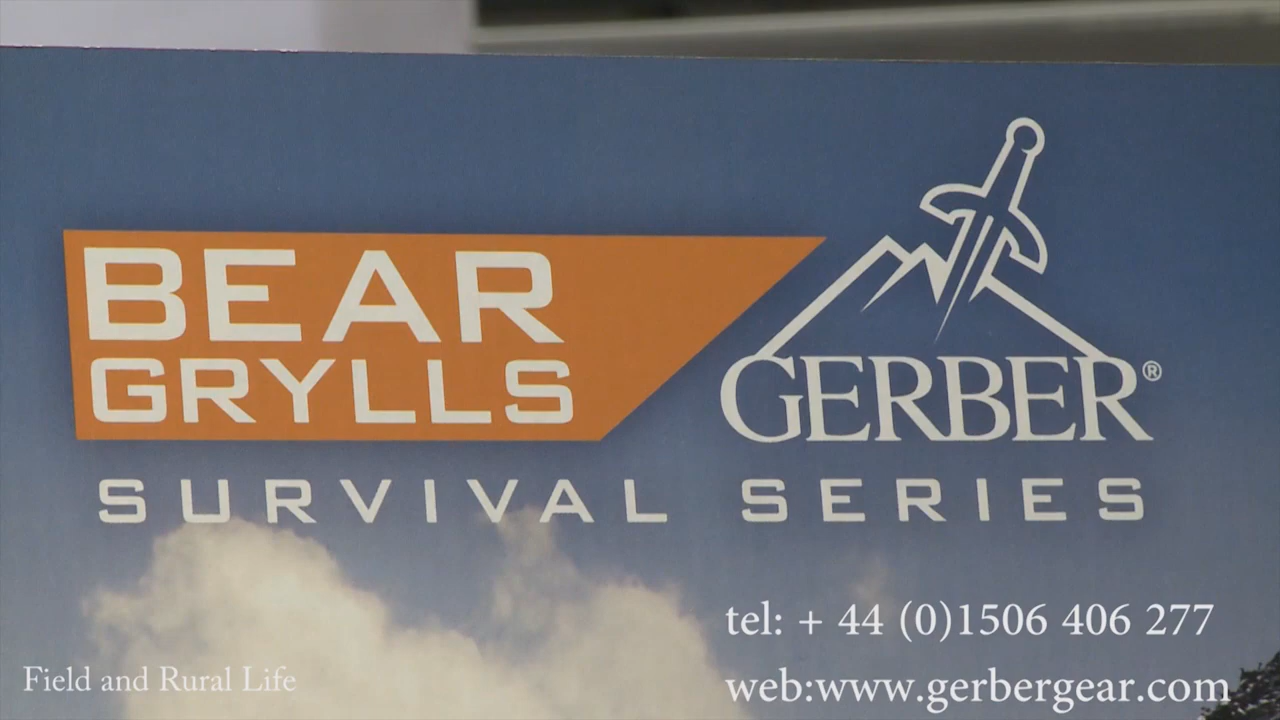 BEAR
GRYLLS
GERBER®
SURVIVAL SERIES
tel: + 44 (0)1506 406 277
web:www.gerbergear.com
Field and Rural Life